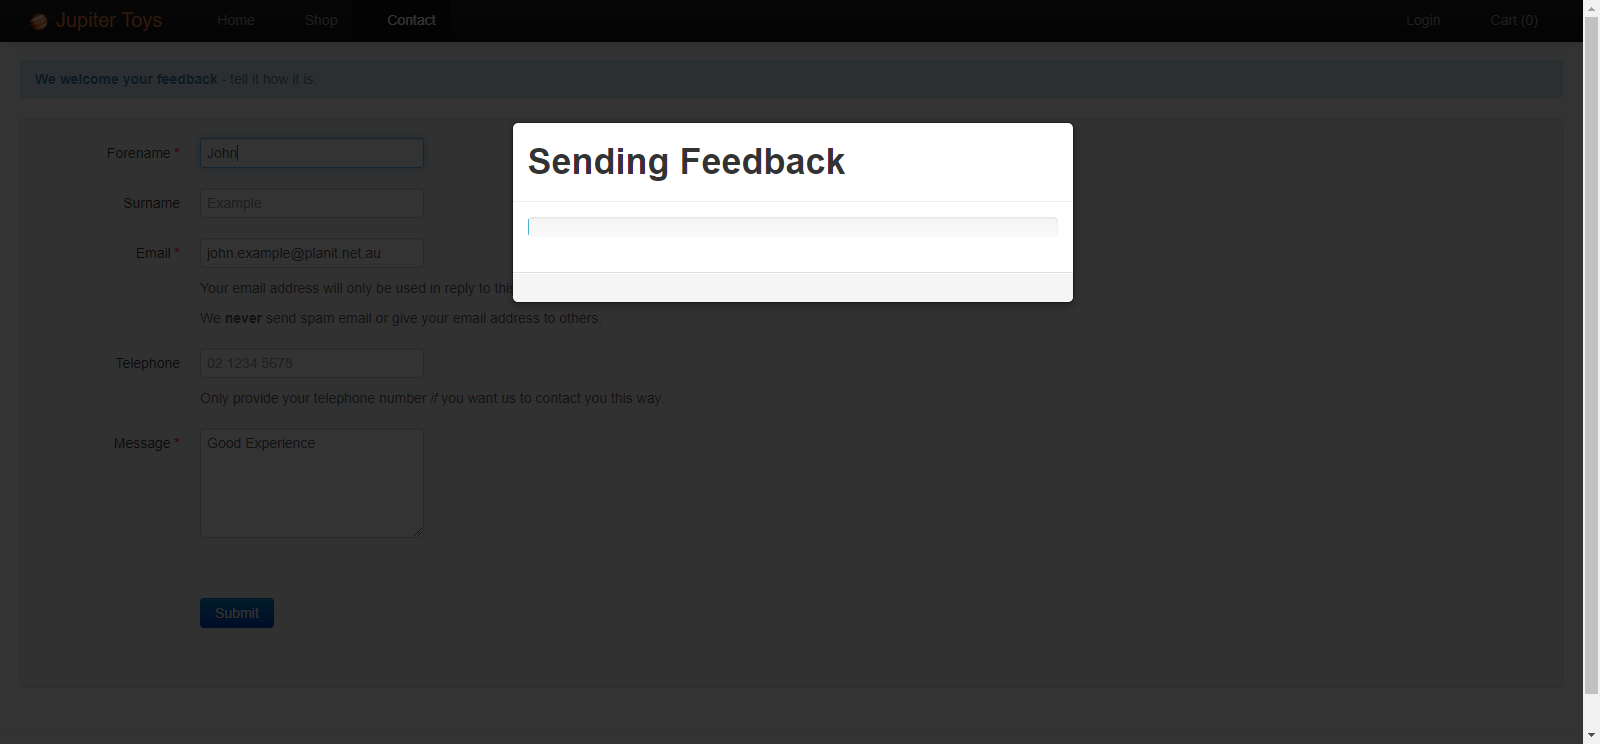 Jupiter Toys Home Shop Contact Login Cart (0)
We welcome your feedback - tell it how it is.
Sending Feedback
Forename * John
Surname Example
Email * john.example@planit.net.au
Your email address will only be used in reply to this
We never send spam email or give your email address to others.
Telephone 02 1234 5678
Only provide your telephone number if you want us to contact you this way.
Message * Good Experience
Submit